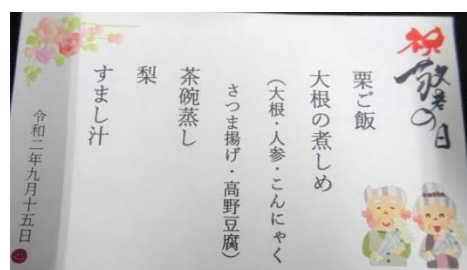 祝
敬老の日
栗ご飯
大根の煮しめ
（大根・人参・こんにゃく
さつま揚げ・高野豆腐）
茶碗蒸し
梨
すまし汁
令和二年九月十五日